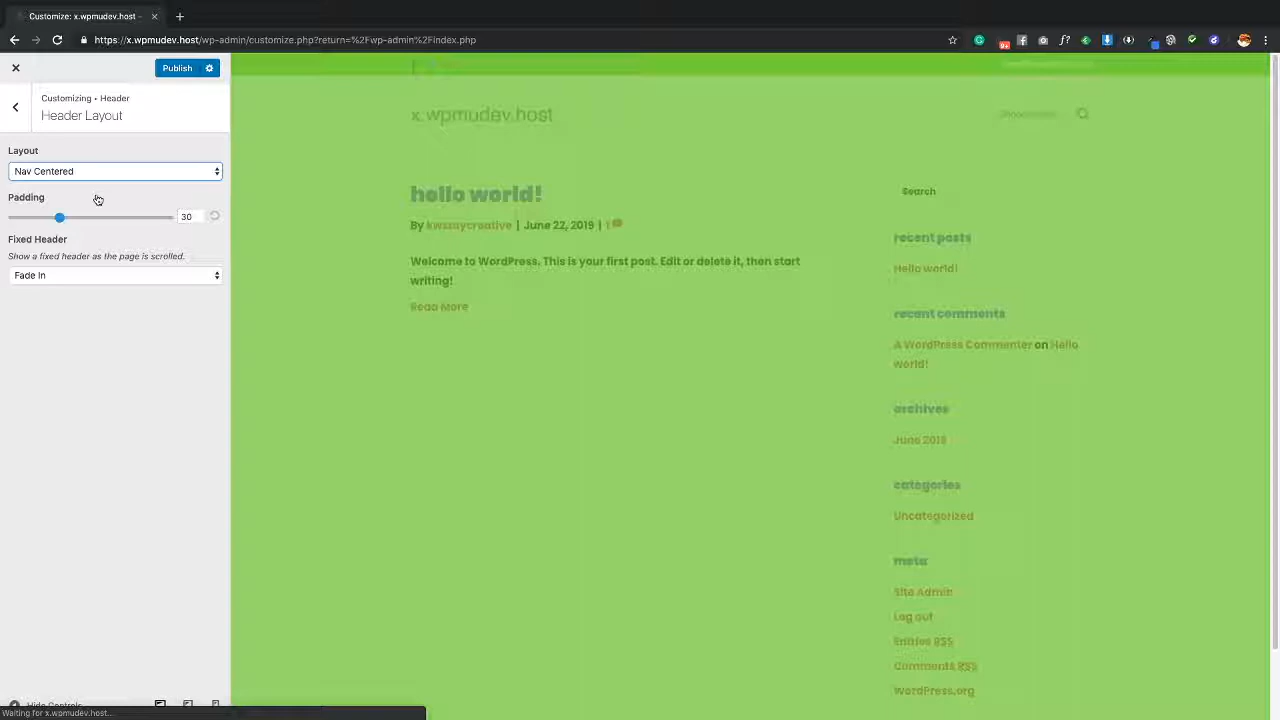 Customize: x.wpmudev.host -
https://x.wpmudev.host/wp-admin/customize.php?return=%2Fwp-admin%2Findex.php
Publish
Customizing • Header
Header Layout
Layout
Nav Centered
Padding
30
Fixed Header
Show a fixed header as the page is scrolled.
Fade In
Hide Controls
Waiting for x.wpmudev.host...
x.wpmudev.host
hello world!
By kwszaycreative | June 22, 2019 | 1
Welcome to WordPress. This is your first post. Edit or delete it, then start
writing!
Read More
Search
recent posts
Hello world!
recent comments
A WordPress Commenter on Hello
world!
archives
June 2019
categories
Uncategorized
meta
Site Admin
Log out
Entries RSS
Comments RSS
WordPress.org